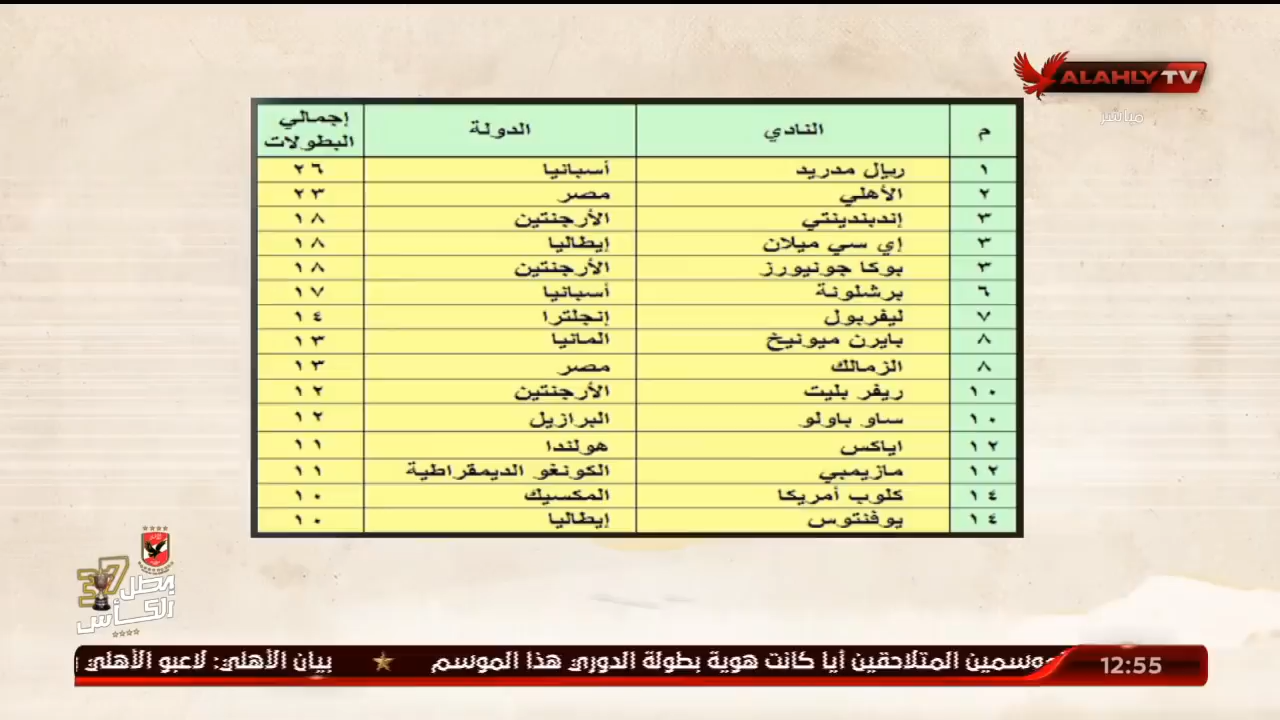 ALAHLY TV
مباشر
م النادي الدولة إجمالي البطولات
١ ريال مدريد أسبانيا ٢٦
٢ الأهلي مصر ٢٣
٣ إندبندينتي الأرجنتين ١٨
٣ إي سي ميلان إيطاليا ١٨
٣ بوكا جونيورز الأرجنتين ١٨
٦ برشلونة أسبانيا ١٧
٧ ليفربول إنجلترا ١٤
٨ بايرن ميونيخ المانيا ١٣
٨ الزمالك مصر ١٣
١٠ ريفر بليت الأرجنتين ١٢
١٠ ساو باولو البرازيل ١٢
١٢ اياكس هولندا ١١
١٢ مازيمبي الكونغو الديمقراطية ١١
١٤ كلوب أمريكا المكسيك ١٠
١٤ يوفنتوس إيطاليا ١٠
37
بطل
الكأس
المتلاحقين أيا كانت هوية بطولة الدوري هذا الموسم بيان الأهلي: لاعبو الأهلي
12:55